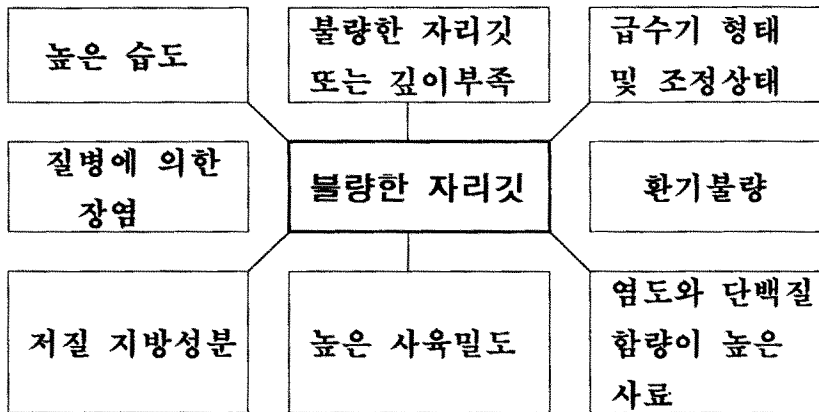 높은 습도
불량한 자리깃
또는 깊이부족
급수기 형태
및 조정상태
질병에 의한
장염
불량한 자리깃
환기불량
저질 지방성분
높은 사육밀도
염도와 단백질
함량이 높은
사료